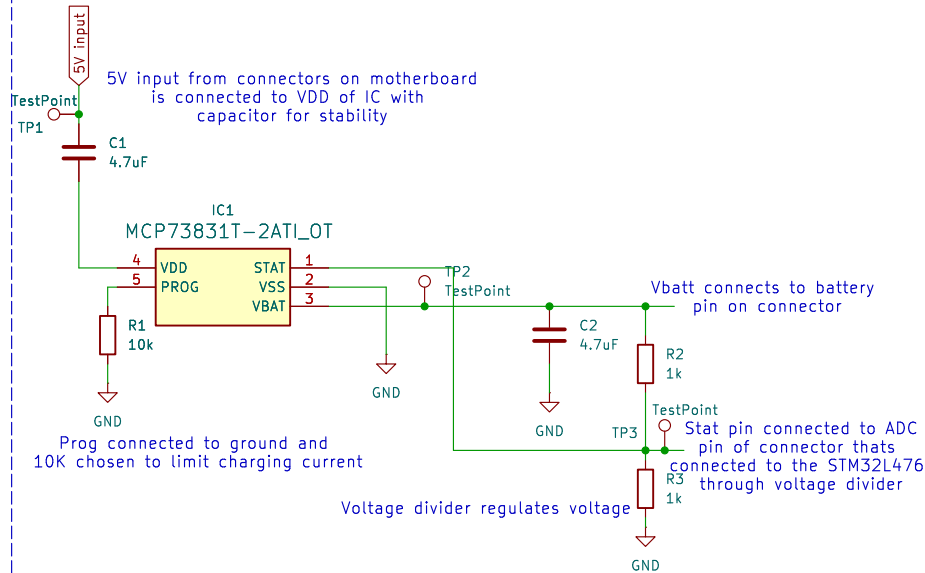 5V input
5V input from connectors on motherboard
is connected to VDD of IC with
capacitor for stability
TestPoint
TP1
C1
4.7uF
IC1
MCP73831T-2ATI_OT
4
VDD
STAT
1
5
PROG
VSS
2
VBAT
3
TP2
TestPoint
Vbatt connects to battery
pin on connector
R1
10k
C2
4.7uF
R2
1k
GND
GND
GND
TestPoint
TP3
Stat pin connected to ADC
pin of connector thats
connected to the STM32L476
through voltage divider
Prog connected to ground and
10K chosen to limit charging current
R3
1k
Voltage divider regulates voltage
GND